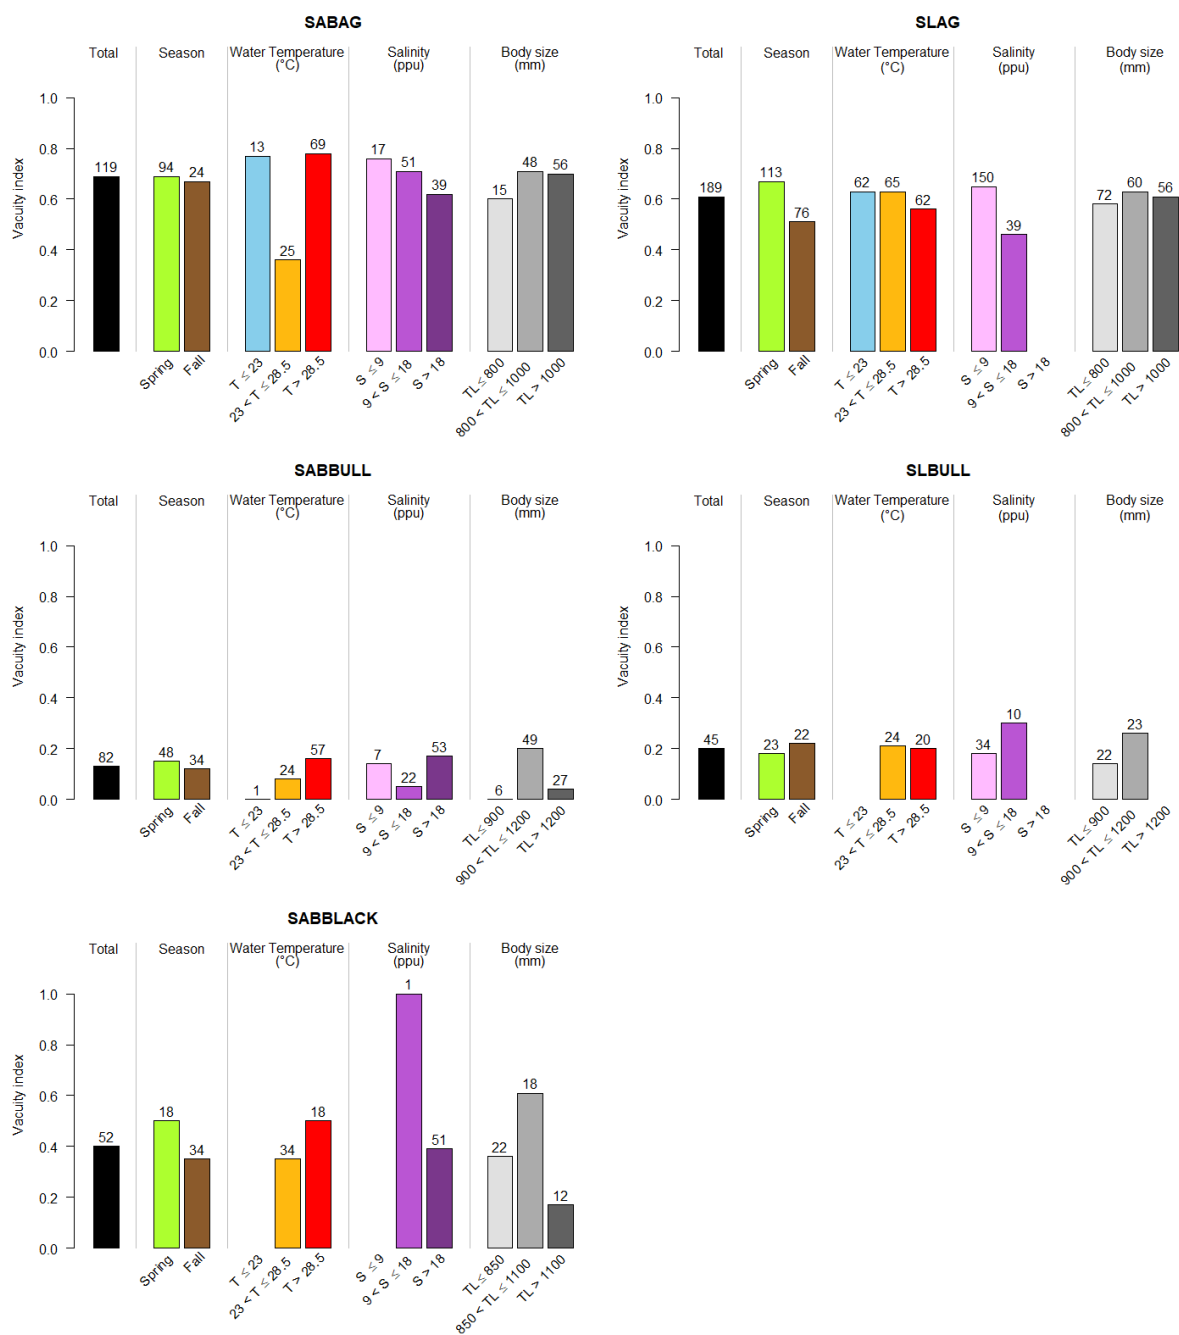 SABAG
Total Season Water Temperature (°C) Salinity (ppu) Body size (mm)
Vacuity index
1.0
0.8
0.6
0.4
0.2
0.0
119 94 24 13 25 69 17 51 39 15 48 56
Spring Fall T ≤ 23 23 < T ≤ 28.5 T > 28.5 S ≤ 9 9 < S ≤ 18 S > 18 TL ≤ 800 800 < TL ≤ 1000 TL > 1000
SLAG
Total Season Water Temperature (°C) Salinity (ppu) Body size (mm)
Vacuity index
1.0
0.8
0.6
0.4
0.2
0.0
189 113 76 62 65 62 150 39 72 60 56
Spring Fall T ≤ 23 23 < T ≤ 28.5 T > 28.5 S ≤ 9 9 < S ≤ 18 S > 18 TL ≤ 800 800 < TL ≤ 1000 TL > 1000
SABBULL
Total Season Water Temperature (°C) Salinity (ppu) Body size (mm)
Vacuity index
1.0
0.8
0.6
0.4
0.2
0.0
82 48 34 1 24 57 7 22 53 6 49 27
Spring Fall T ≤ 23 23 < T ≤ 28.5 T > 28.5 S ≤ 9 9 < S ≤ 18 S > 18 TL ≤ 900 900 < TL ≤ 1200 TL > 1200
SLBULL
Total Season Water Temperature (°C) Salinity (ppu) Body size (mm)
Vacuity index
1.0
0.8
0.6
0.4
0.2
0.0
45 23 22 24 20 34 10 22 23
Spring Fall T ≤ 23 23 < T ≤ 28.5 T > 28.5 S ≤ 9 9 < S ≤ 18 S > 18 TL ≤ 900 900 < TL ≤ 1200 TL > 1200
SABBLACK
Total Season Water Temperature (°C) Salinity (ppu) Body size (mm)
Vacuity index
1.0
0.8
0.6
0.4
0.2
0.0
52 18 34 34 18 1 51 22 18 12
Spring Fall T ≤ 23 23 < T ≤ 28.5 T > 28.5 S ≤ 9 9 < S ≤ 18 S > 18 TL ≤ 850 850 < TL ≤ 1100 TL > 1100